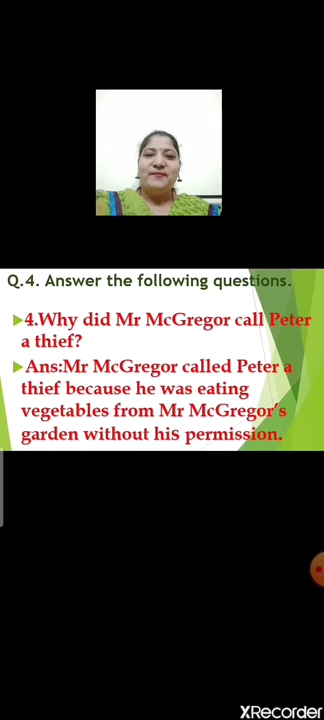 Q.4. Answer the following questions.
4.Why did Mr McGregor call Peter
a thief?
Ans:Mr McGregor called Peter a
thief because he was eating
vegetables from Mr McGregor's
garden without his permission.
XRecorder